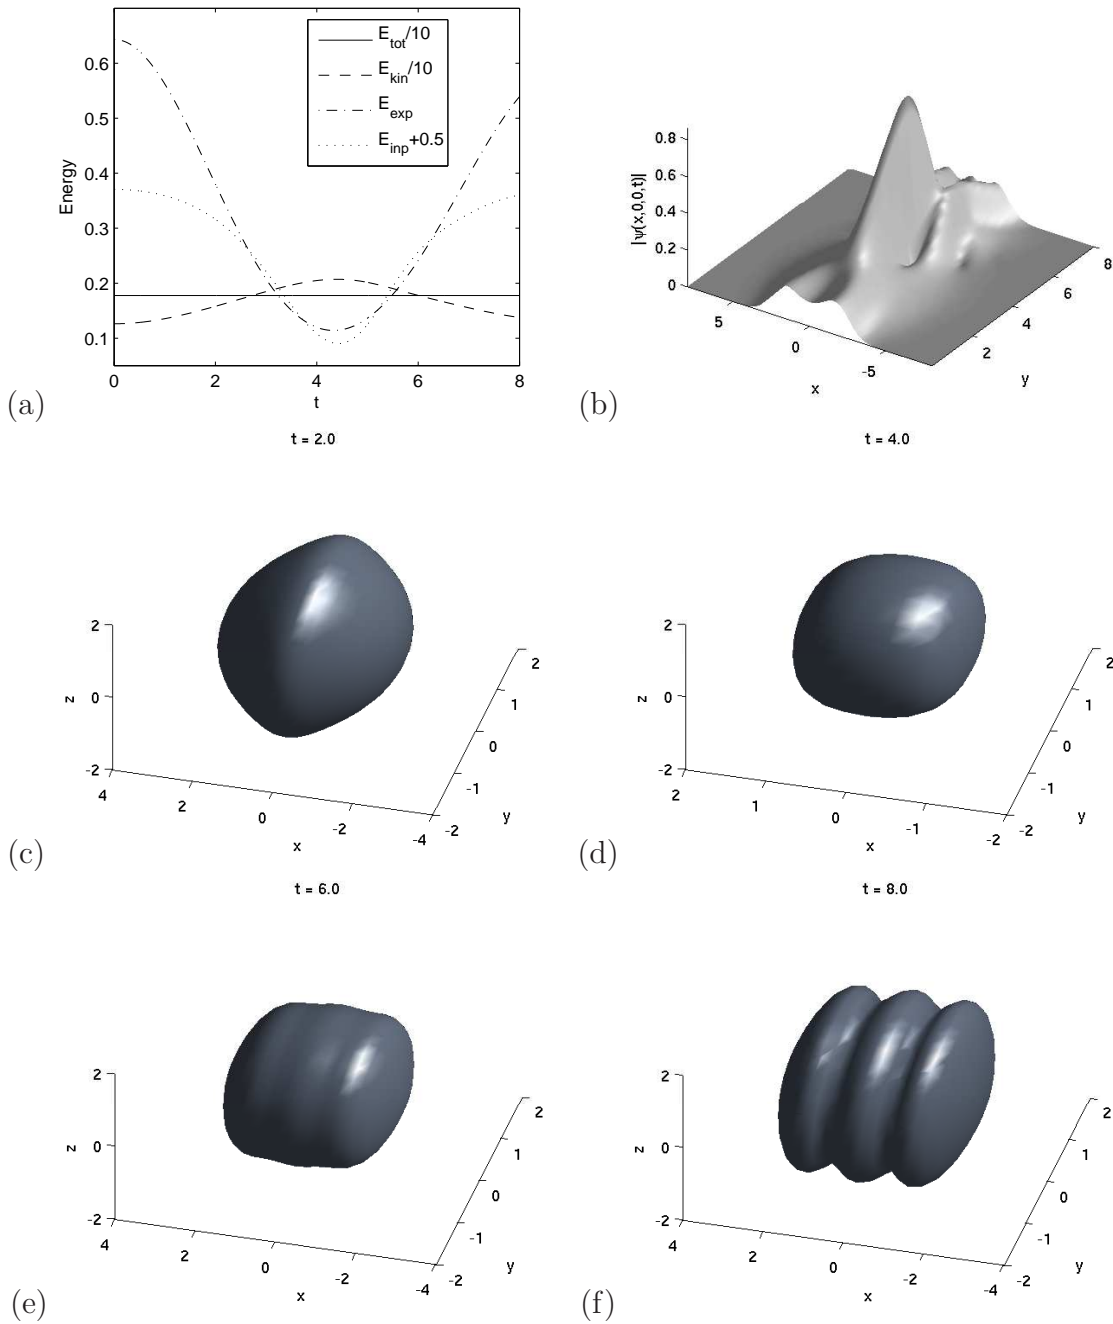 E_tot/10
E_kin/10
E_exp
E_inp+0.5
0.6
0.5
0.4
0.3
0.2
0.1
Energy
0 2 4 6 8
t
(a)
0.8
0.6
0.4
0.2
0
|ψ(x,0,0,t)|
5 0 -5
x
2 4 6 8
y
(b)
t = 2.0
2
0
-2
z
4 2 0 -2 -4
x
-2 -1 0 1 2
y
(c)
t = 4.0
2
0
-2
z
2 1 0 -1 -2
x
-2 -1 0 1 2
y
(d)
t = 6.0
2
0
-2
z
4 2 0 -2 -4
x
-2 -1 0 1 2
y
(e)
t = 8.0
2
0
-2
z
4 2 0 -2 -4
x
-2 -1 0 1 2
y
(f)